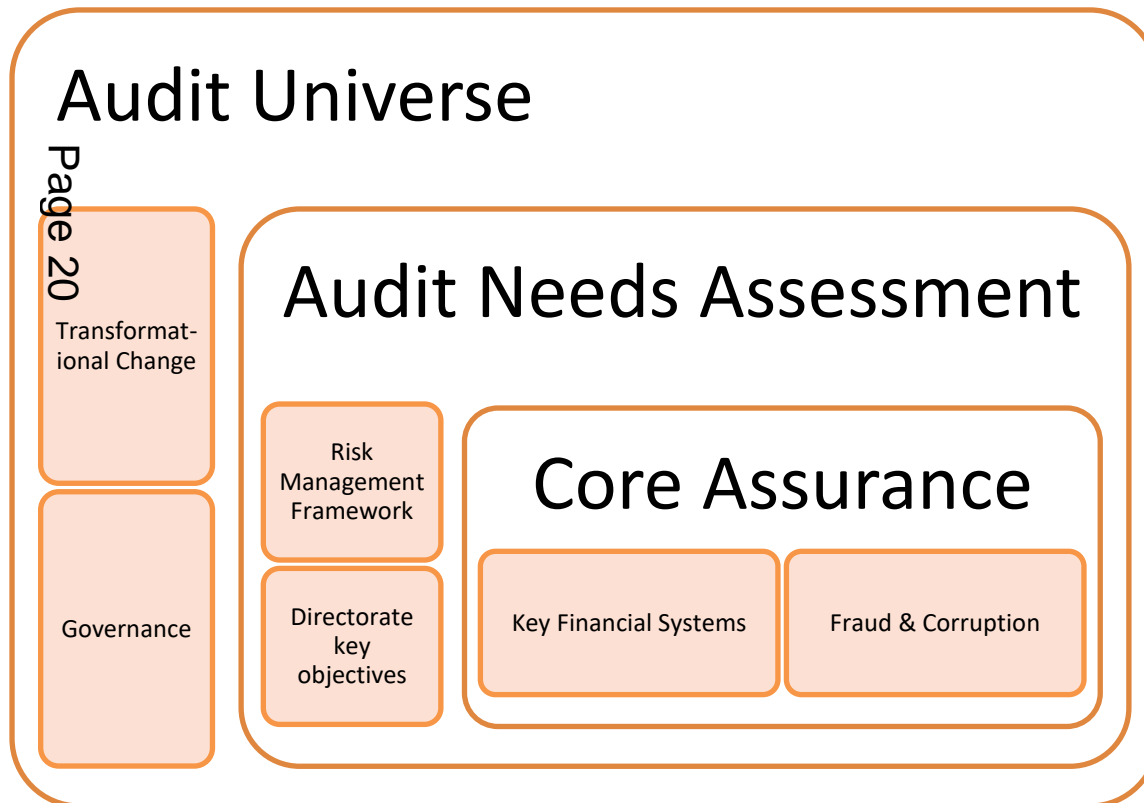 Audit Universe
Page 20
Transformat-
ional Change
Governance
Audit Needs Assessment
Risk
Management
Framework
Directorate
key
objectives
Core Assurance
Key Financial Systems
Fraud & Corruption